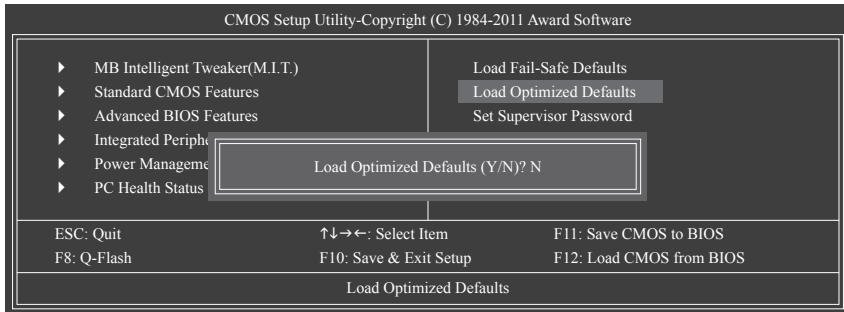 CMOS Setup Utility-Copyright (C) 1984-2011 Award Software
MB Intelligent Tweaker(M.I.T.)
Standard CMOS Features
Advanced BIOS Features
Integrated Periphe
Power Manageme
PC Health Status
Load Fail-Safe Defaults
Load Optimized Defaults
Set Supervisor Password
Load Optimized Defaults (Y/N)? N
ESC: Quit ↑↓→←: Select Item F11: Save CMOS to BIOS
F8: Q-Flash F10: Save & Exit Setup F12: Load CMOS from BIOS
Load Optimized Defaults